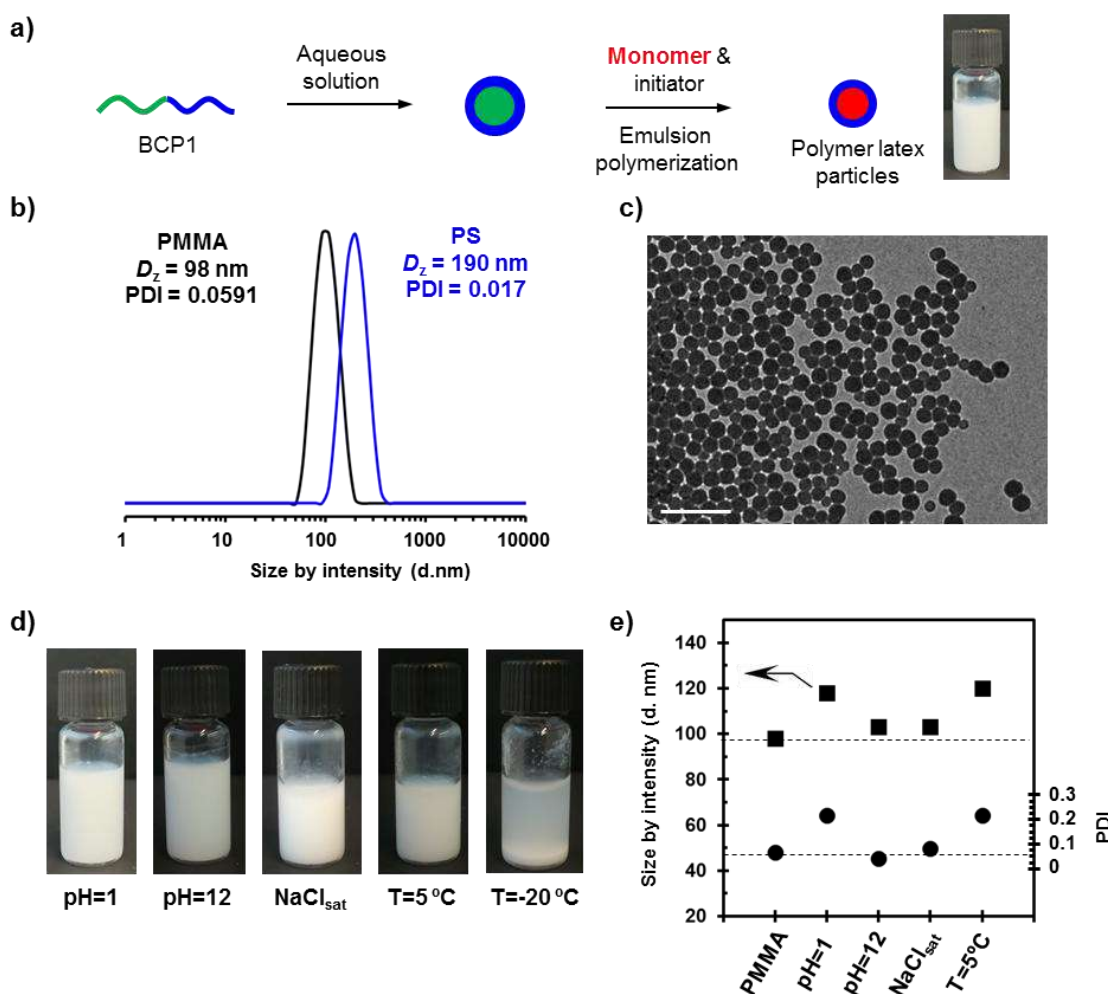 a)
Aqueous
solution
Monomer &
initiator
BCP1
Emulsion
polymerization
Polymer latex
particles
b)
PMMA
Dz = 98 nm
PDI = 0.0591
PS
Dz = 190 nm
PDI = 0.017
1
10
100
1000
10000
Size by intensity (d.nm)
c)
d)
pH=1
pH=12
NaClsat
T=5 ºC
T=-20 ºC
e)
Size by intensity (d. nm)
140
120
100
80
60
40
20
0.3
0.2
0.1
0
PDI
PMMA
pH=1
pH=12
NaClsat
T=5ºC